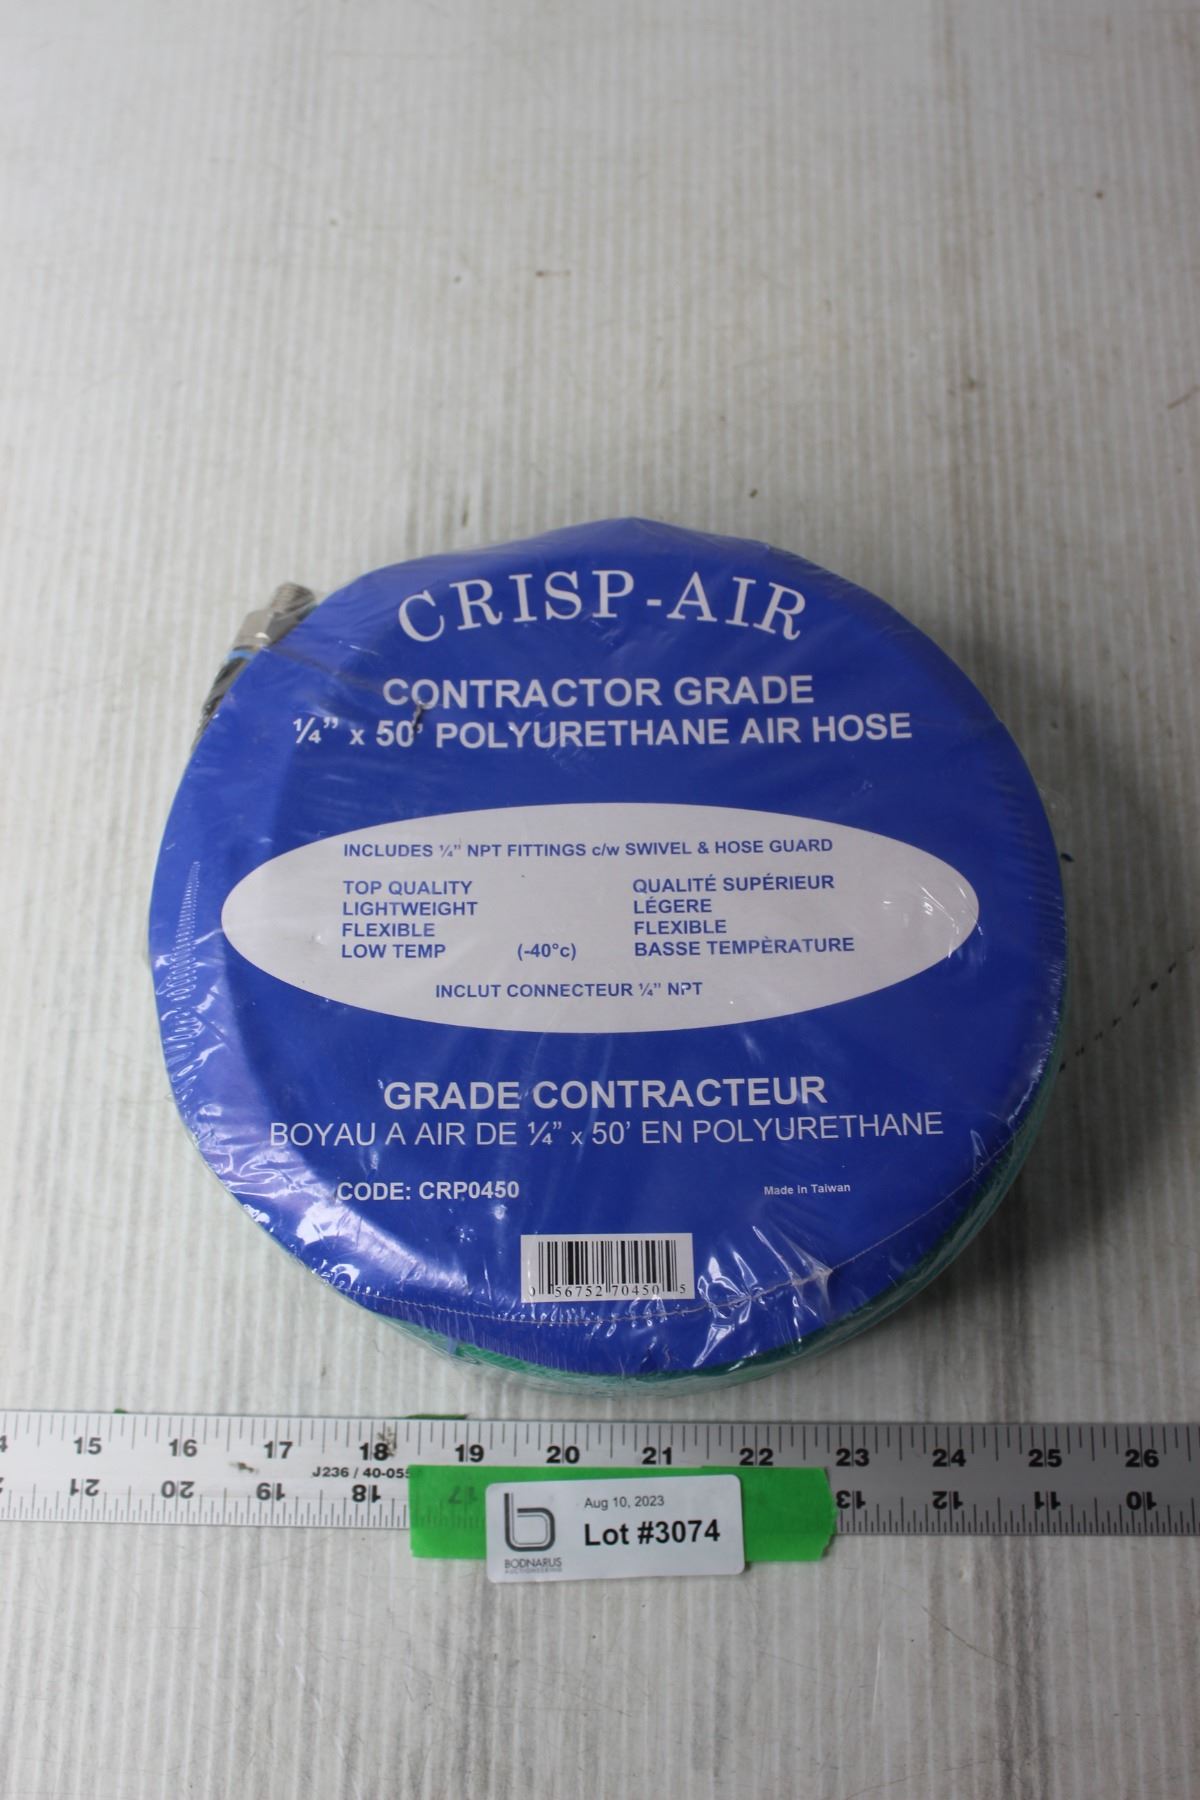 CRISP-AIR
CONTRACTOR GRADE
¼" x 50' POLYURETHANE AIR HOSE
INCLUDES ¼" NPT FITTINGS c/w SWIVEL & HOSE GUARD
TOP QUALITY QUALITÉ SUPÉRIEUR
LIGHTWEIGHT LÉGERE
FLEXIBLE FLEXIBLE
LOW TEMP (-40°c) BASSE TEMPÈRATURE
INCLUT CONNECTEUR ¼" NPT
GRADE CONTRACTEUR
BOYAU A AIR DE ¼" x 50' EN POLYURETHANE
CODE: CRP0450 Made in Taiwan
0 56752 70450 5
15 16 17 18 19 20 21 22 23 24 25 26
J236 / 40-055
21 20 19 18 17 13 12 11 10
Aug 10, 2023
Lot #3074
BODNARUS
AUCTIONEERING